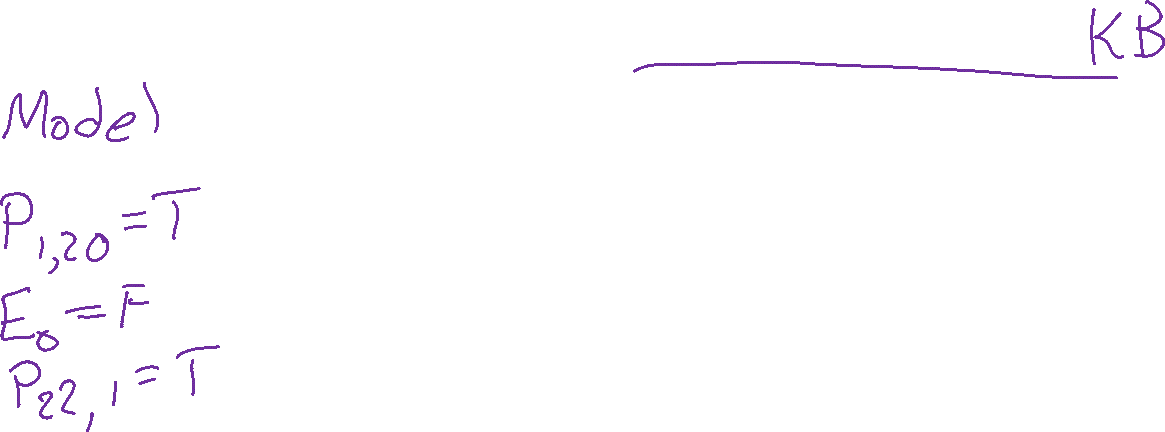 KB
Model
P1,20 = T
E0 = F
P22,1 = T